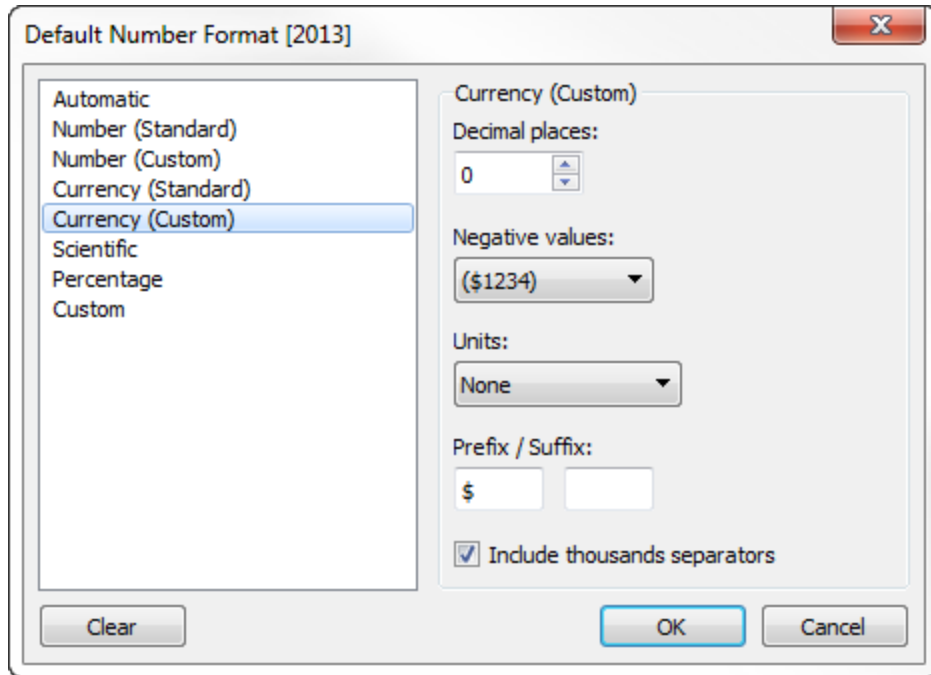 Default Number Format [2013]
Automatic
Number (Standard)
Number (Custom)
Currency (Standard)
Currency (Custom)
Scientific
Percentage
Custom
Currency (Custom)
Decimal places:
0
Negative values:
($1234)
Units:
None
Prefix / Suffix:
$
Include thousands separators
Clear
OK
Cancel